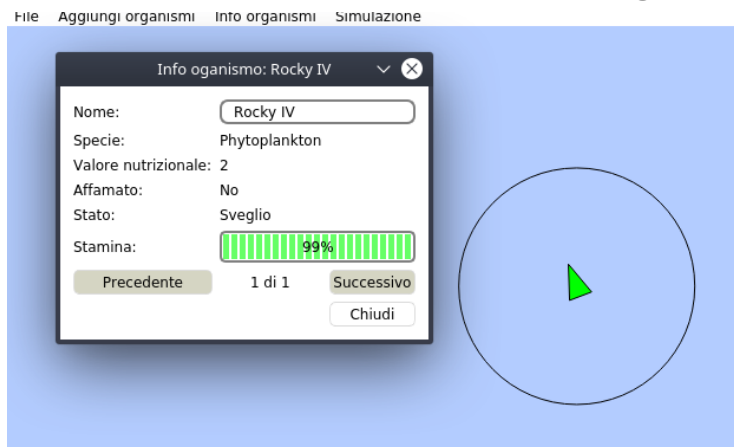 File Aggiungi organismi Info organismi Simulazione
Info oganismo: Rocky IV
Nome: Rocky IV
Specie: Phytoplankton
Valore nutrizionale: 2
Affamato: No
Stato: Sveglio
Stamina: 99%
Precedente 1 di 1 Successivo
Chiudi